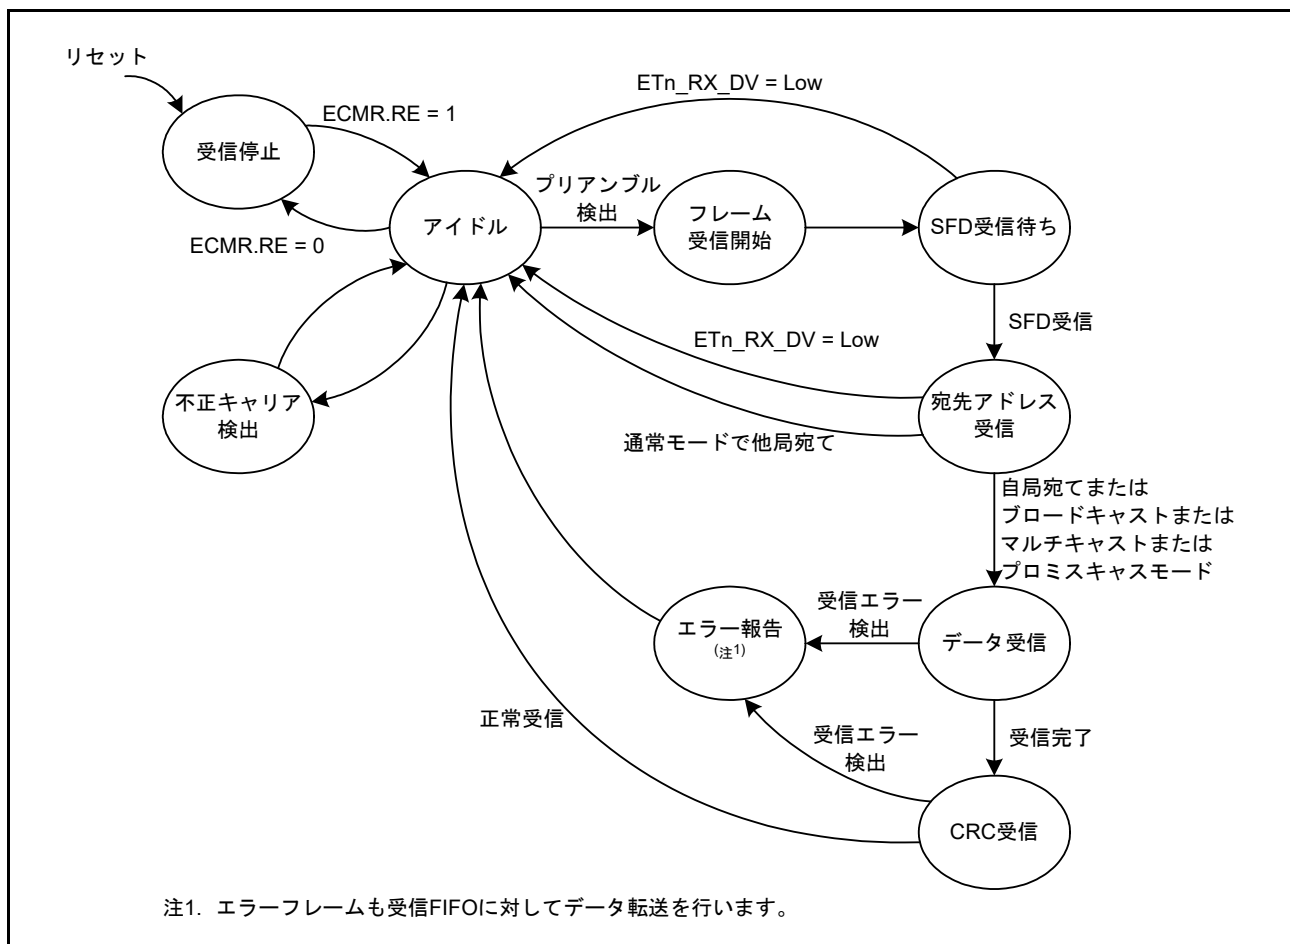 リセット
ECMR.RE = 1
ETn_RX_DV = Low
受信停止
プリアンブル
検出
アイドル
フレーム
受信開始
SFD受信待ち
ECMR.RE = 0
SFD受信
ETn_RX_DV = Low
不正キャリア
検出
宛先アドレス
受信
通常モードで他局宛て
自局宛てまたは
ブロードキャストまたは
マルチキャストまたは
プロミスキャスモード
受信エラー
検出
エラー報告
(注1)
データ受信
正常受信
受信エラー
検出
受信完了
CRC受信
注1. エラーフレームも受信FIFOに対してデータ転送を行います。